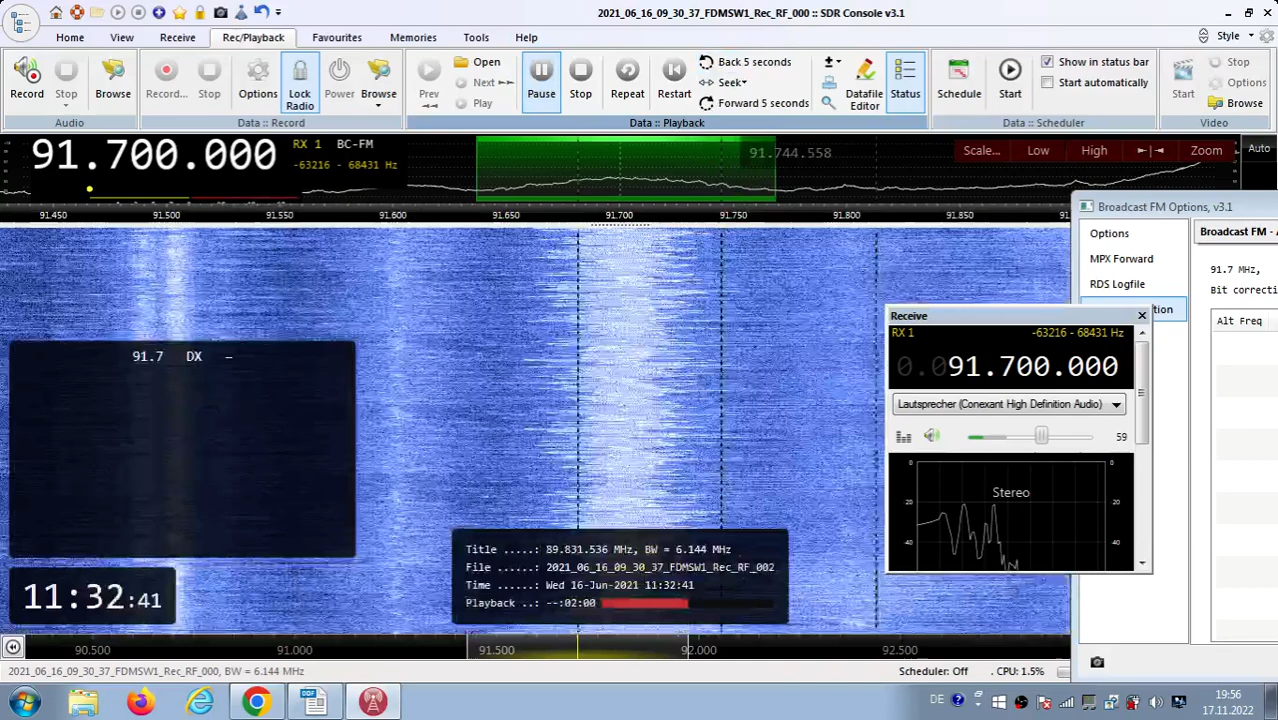 2021_06_16_09_30_37_FDMSW1_Rec_RF_000 :: SDR Console v3.1
Home View Receive Rec/Playback Favourites Memories Tools Help Style
Record Stop Browse Record... Stop Options Lock Radio Power Browse Prev Open Next Play Pause Stop Repeat Restart Back 5 seconds Seek Forward 5 seconds Datafile Editor Status Schedule Start Show in status bar Start automatically Start Stop Options Browse
Audio Data :: Record Data :: Playback Data :: Scheduler Video
91.700.000 RX 1 BC-FM
-63216 - 68431 Hz
91.744.558 Scale... Low High Zoom Auto
91.450 91.500 91.550 91.600 91.650 91.700 91.750 91.800 91.850
Broadcast FM Options, v3.1
Options
MPX Forward
RDS Logfile
tion
Broadcast FM - A
91.7 MHz,
Bit correcti
Alt Freq
Receive
RX 1 -63216 - 68431 Hz
0.091.700.000
Lautsprecher (Conexant High Definition Audio)
59
0 0
Stereo
-20 -20
-40 -40
91.7 DX –
11:32:41
Title .....: 89.831.536 MHz, BW = 6.144 MHz
File ......: 2021_06_16_09_30_37_FDMSW1_Rec_RF_002
Time ......: Wed 16-Jun-2021 11:32:41
Playback ..: --:02:00
90.500 91.000 91.500 92.000 92.500
2021_06_16_09_30_37_FDMSW1_Rec_RF_000, BW = 6.144 MHz Scheduler: Off . CPU: 1.5%
DE 19:56
17.11.2022